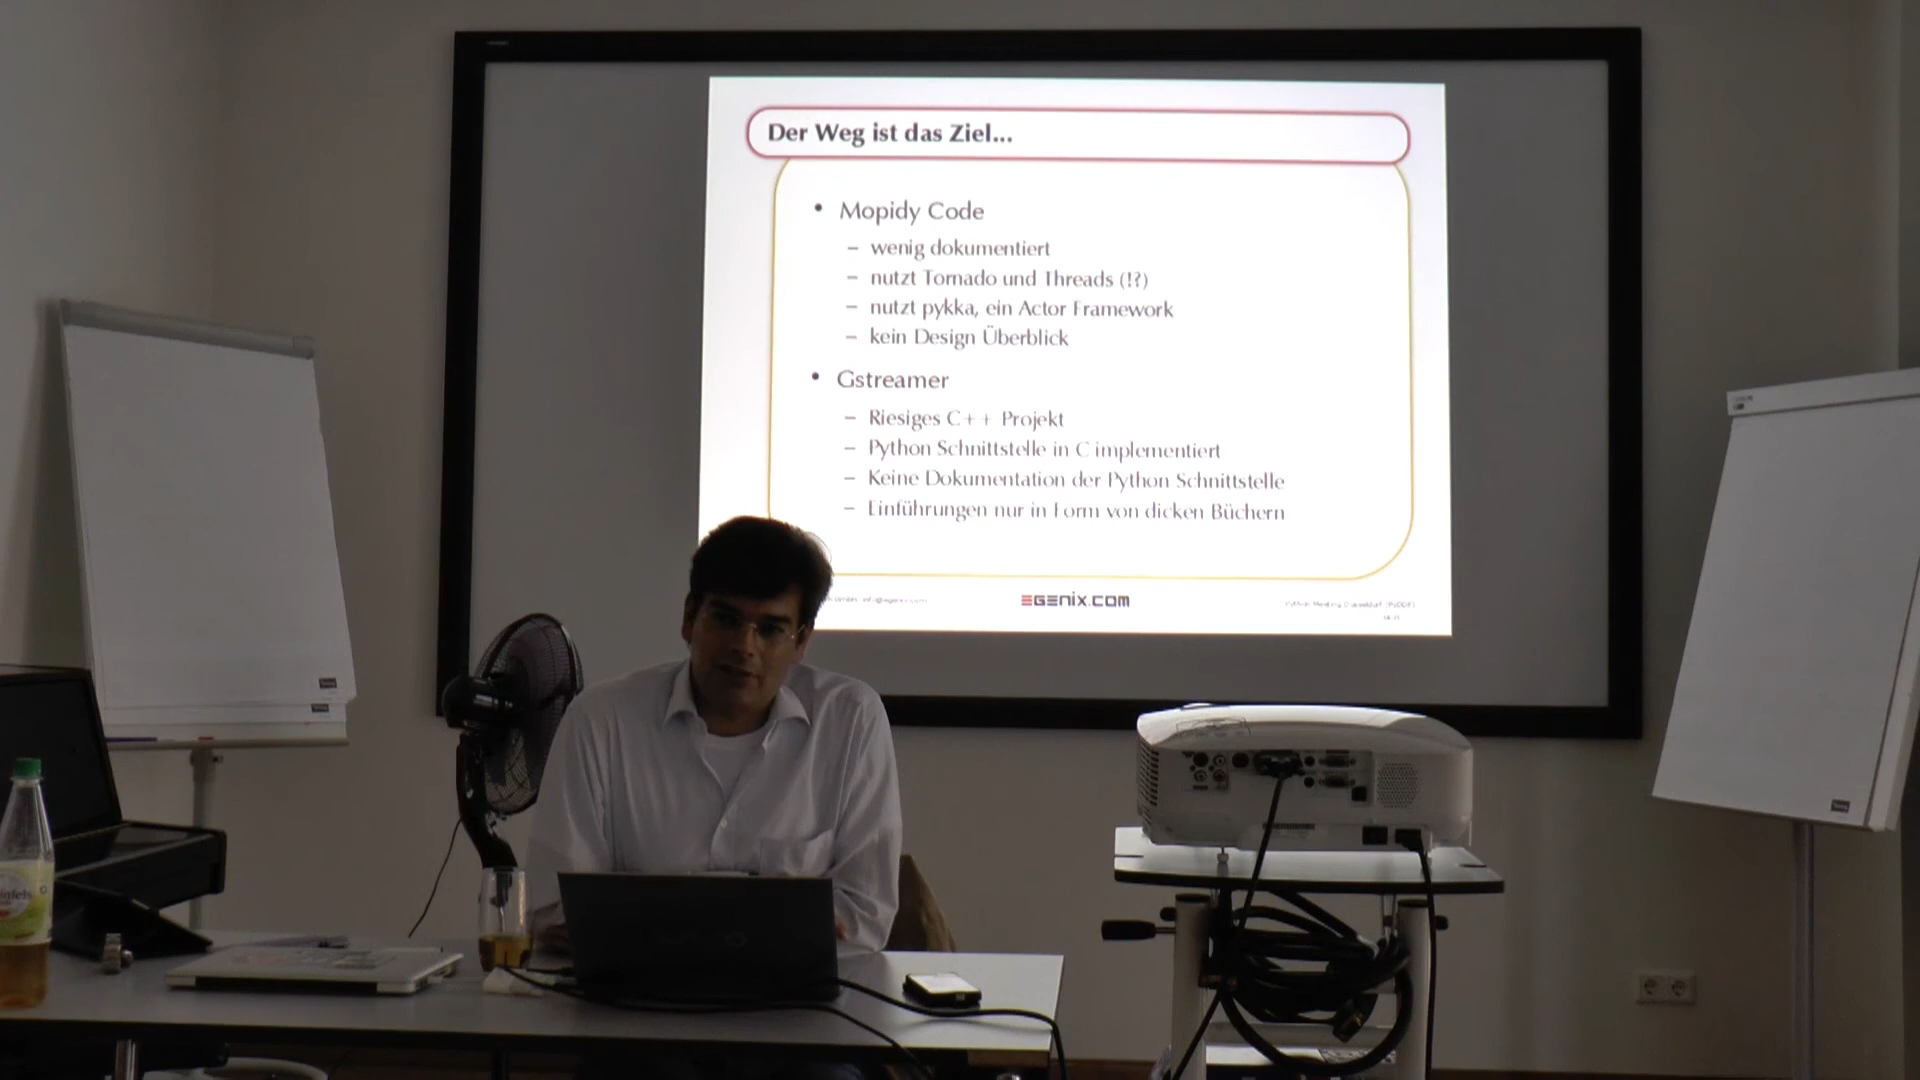 Der Weg ist das Ziel...
• Mopidy Code
– wenig dokumentiert
– nutzt Tornado und Threads (!?)
– nutzt pykka, ein Actor Framework
– kein Design Überblick
• Gstreamer
– Riesiges C++ Projekt
– Python Schnittstelle in C implementiert
– Keine Dokumentation der Python Schnittstelle
– Einführungen nur in Form von dicken Büchern
EGENIX.COM